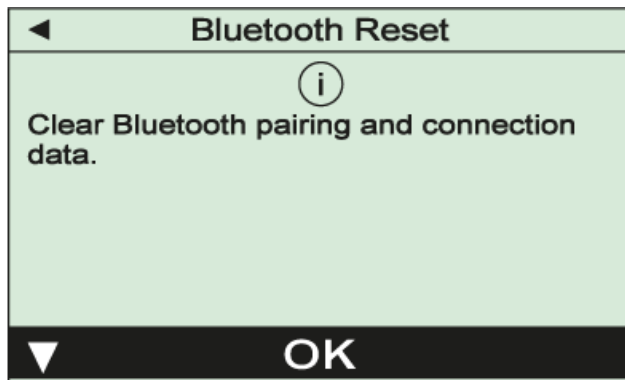 Bluetooth Reset
i
Clear Bluetooth pairing and connection
data.
OK